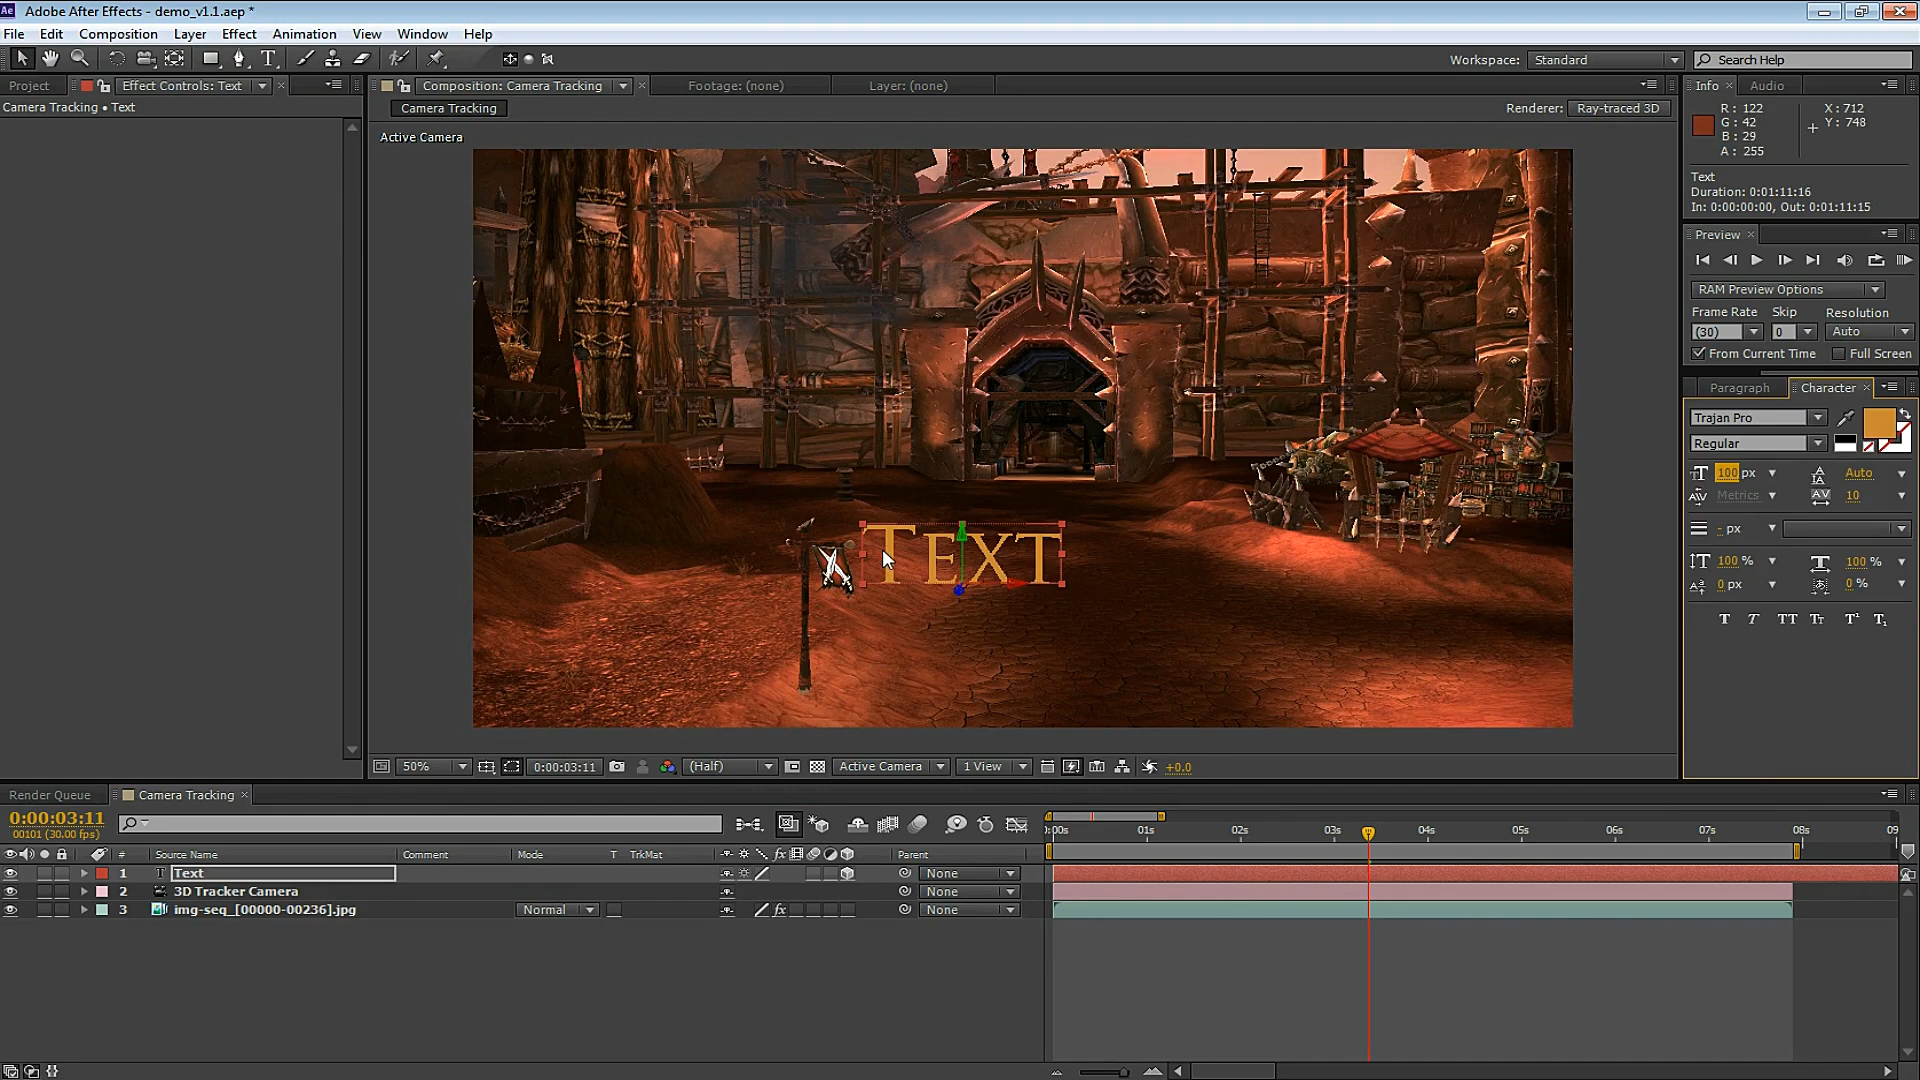 Adobe After Effects - demo_v1.1.aep *
File Edit Composition Layer Effect Animation View Window Help
Workspace: Standard Search Help
Project Effect Controls: Text Composition: Camera Tracking Footage: (none) Layer: (none) Info Audio
Camera Tracking • Text
Camera Tracking
Renderer: Ray-traced 3D
Active Camera
R : 122 X : 712
G : 42 Y : 748
B : 29
A : 255
Text
Duration: 0:01:11:16
In: 0:00:00:00, Out: 0:01:11:15
Preview
RAM Preview Options
Frame Rate Skip Resolution
(30) 0 Auto
From Current Time Full Screen
Paragraph Character
Trajan Pro
Regular
100 px Auto
Metrics 10
- px
100 % 100 %
0 px 0 %
T T TT Tt T¹ T₁
Text
50% 0:00:03:11 (Half) Active Camera 1 View +0.0
Render Queue Camera Tracking
0:00:03:11
00101 (30.00 fps)
0:00s 01s 02s 03s 04s 05s 06s 07s 08s 09
# Source Name Comment Mode T TrkMat fx Parent
1 T Text None
2 3D Tracker Camera None
3 img-seq_[00000-00236].jpg Normal fx None